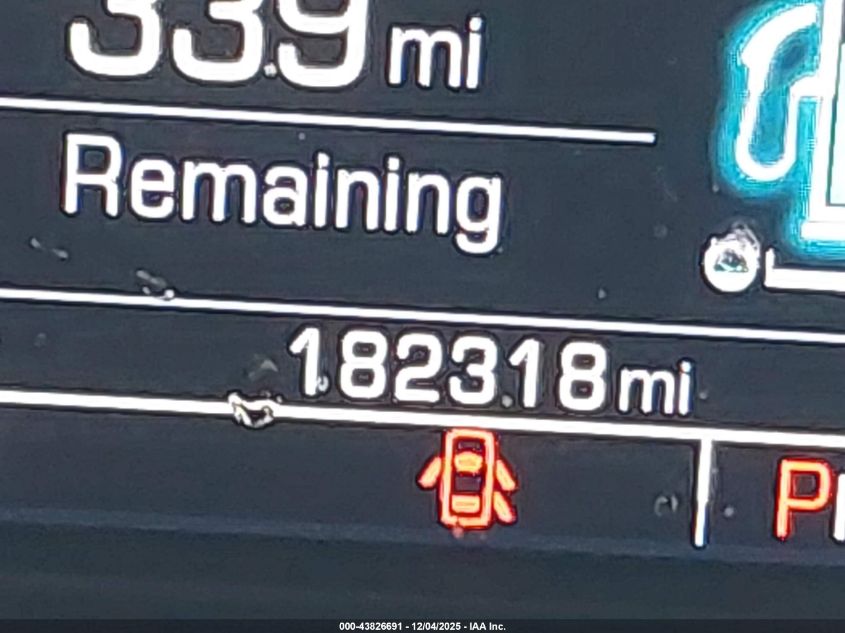 339 mi
Remaining
182318 mi
P
000-43826691 - 12/04/2025 - IAA Inc.